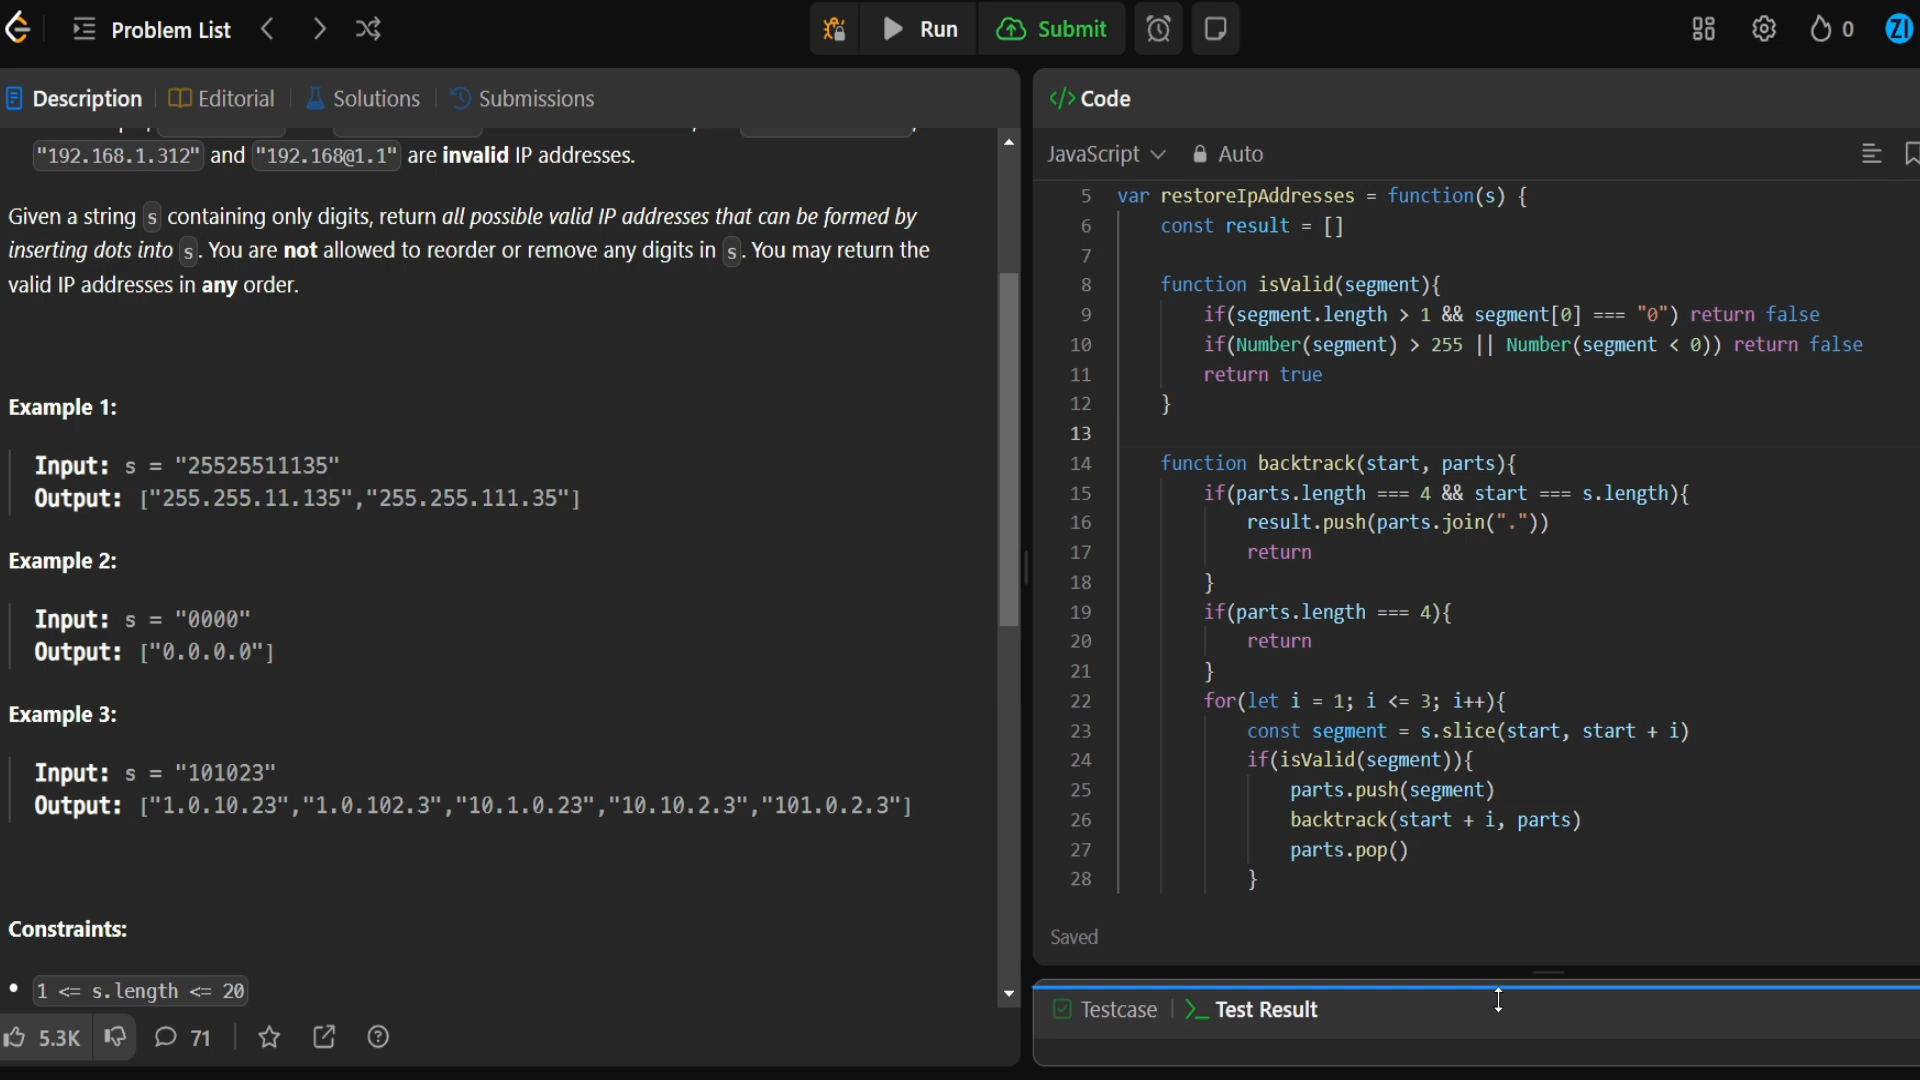 Problem List
Run
Submit
0
ZI
Description
Editorial
Solutions
Submissions
"192.168.1.312" and "192.168@1.1" are invalid IP addresses.
Given a string s containing only digits, return all possible valid IP addresses that can be formed by
inserting dots into s. You are not allowed to reorder or remove any digits in s. You may return the
valid IP addresses in any order.
Example 1:
Input: s = "25525511135"
Output: ["255.255.11.135","255.255.111.35"]
Example 2:
Input: s = "0000"
Output: ["0.0.0.0"]
Example 3:
Input: s = "101023"
Output: ["1.0.10.23","1.0.102.3","10.1.0.23","10.10.2.3","101.0.2.3"]
Constraints:
• 1 <= s.length <= 20
5.3K
71
</> Code
JavaScript
Auto
5 var restoreIpAddresses = function(s) {
6 const result = []
7
8 function isValid(segment){
9 if(segment.length > 1 && segment[0] === "0") return false
10 if(Number(segment) > 255 || Number(segment < 0)) return false
11 return true
12 }
13
14 function backtrack(start, parts){
15 if(parts.length === 4 && start === s.length){
16 result.push(parts.join("."))
17 return
18 }
19 if(parts.length === 4){
20 return
21 }
22 for(let i = 1; i <= 3; i++){
23 const segment = s.slice(start, start + i)
24 if(isValid(segment)){
25 parts.push(segment)
26 backtrack(start + i, parts)
27 parts.pop()
28 }
Saved
Testcase
Test Result